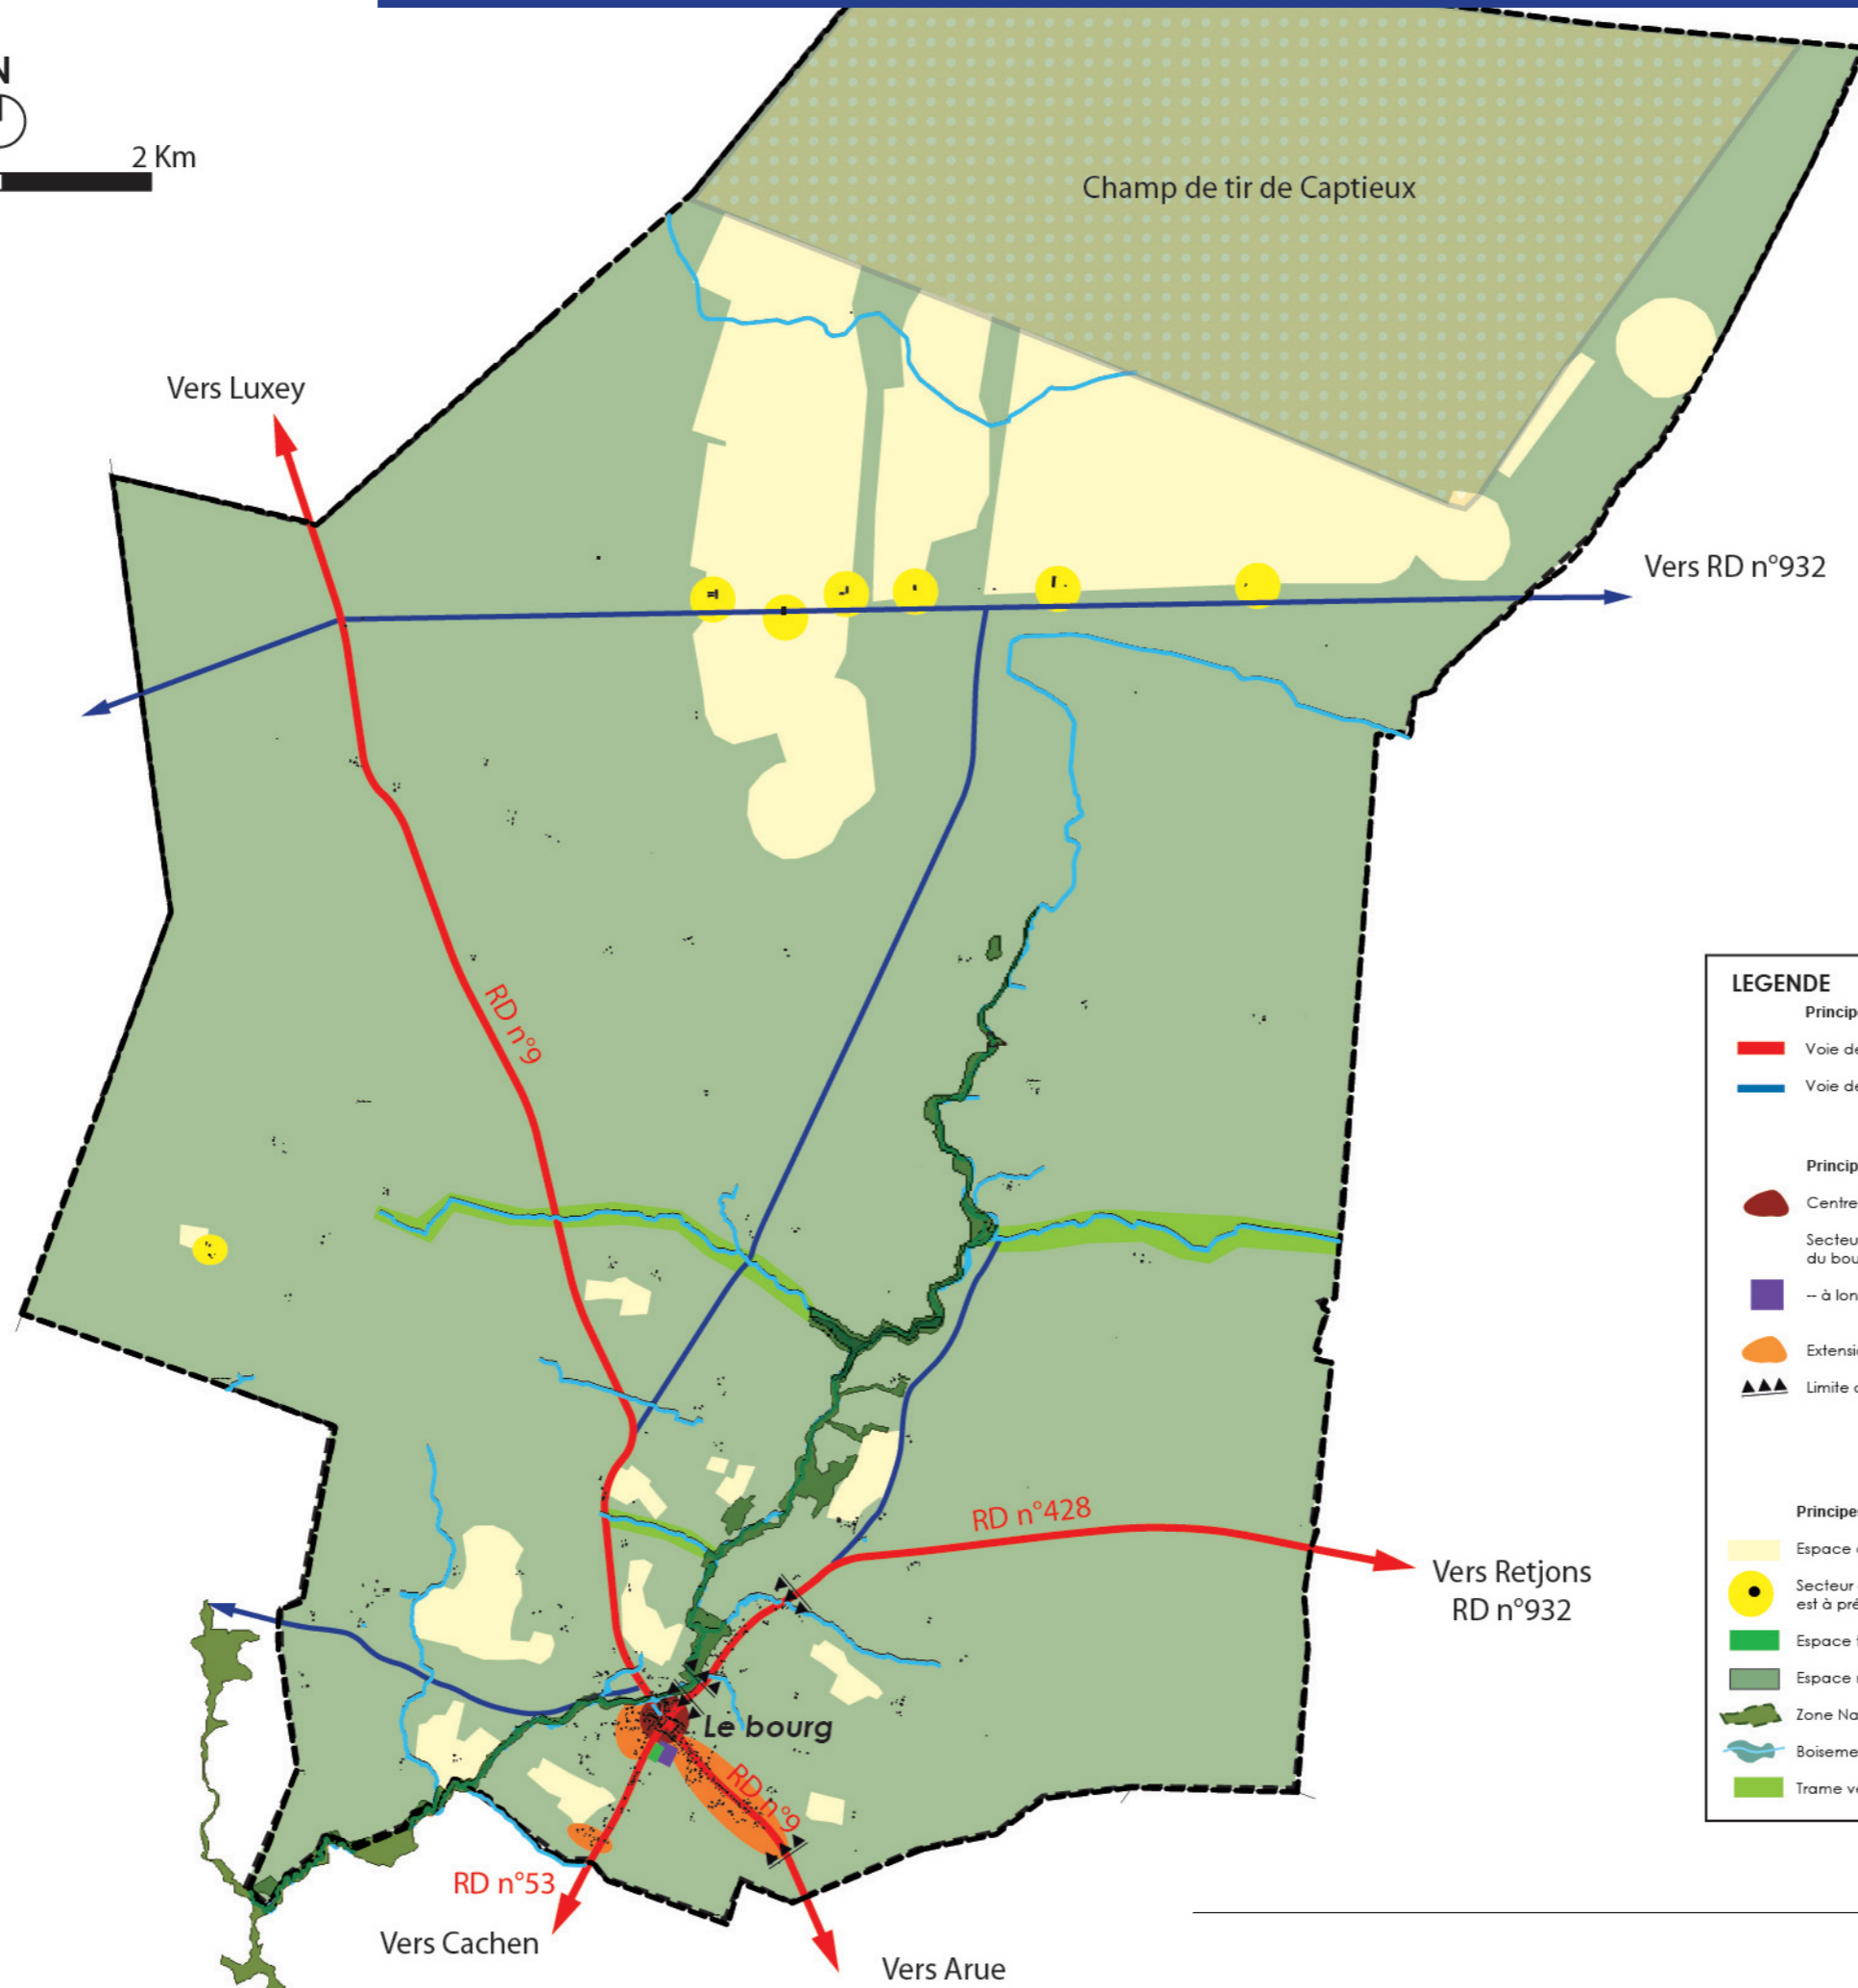 N
2 Km
Champ de tir de Captieux
Vers Luxey
Vers RD n°932
RD n°9
RD n°428
Vers Retjons
RD n°932
Le bourg
RD n°9
RD n°53
Vers Cachen
Vers Arue
LEGENDE
Princip
Voie de
Voie de
Princip
Centre
Secteu
du bou
-- à lon
Extensi
Limite
Principe
Espace
Secteur
est à pré
Espace
Espace
Zone Na
Boiseme
Trame ve